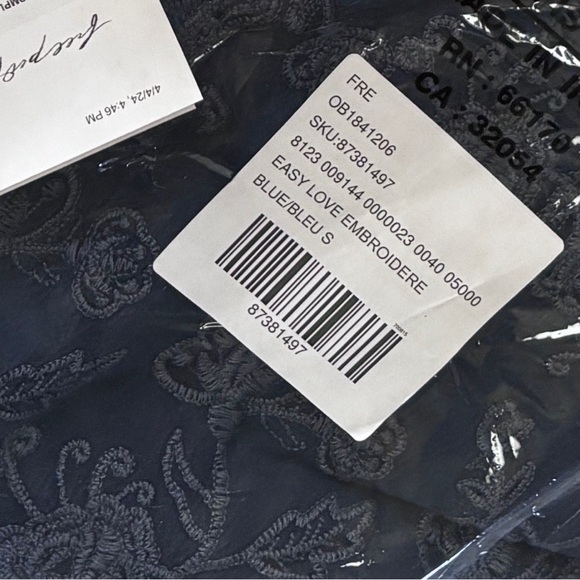 4/4/24, 4:46 PM
FRE
OB1841206
SKU:87381497
8123 009144 0000023 0040 05000
EASY LOVE EMBROIDERE
BLUE/BLEU S
87381497
IN
RN : 66170
CA : 32054